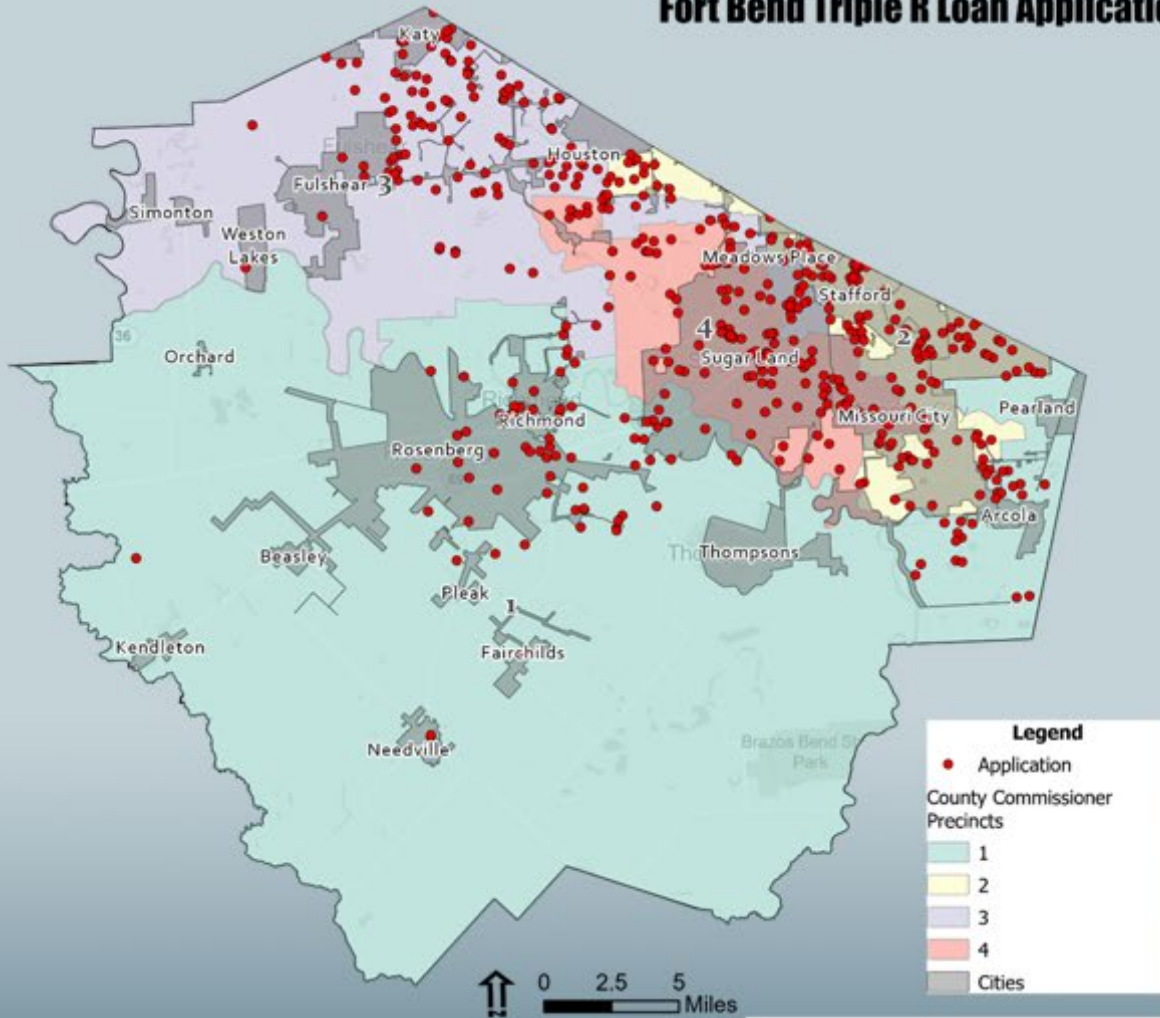 Fort Bend Triple R Loan Applicatio
Katy
Houston
Fulshear
Fulshear
3
Simonton
Weston
Lakes
Meadows Place
Stafford
36
Orchard
4
2
Sugar Land
Richmond
Missouri City
Pearland
Rosenberg
Arcola
Thompsons
Beasley
Pleak
1
Kendleton
Fairchilds
Needville
Brazos Bend St
Park
Legend
Application
County Commissioner
Precincts
1
2
3
4
Cities
0 2.5 5
Miles